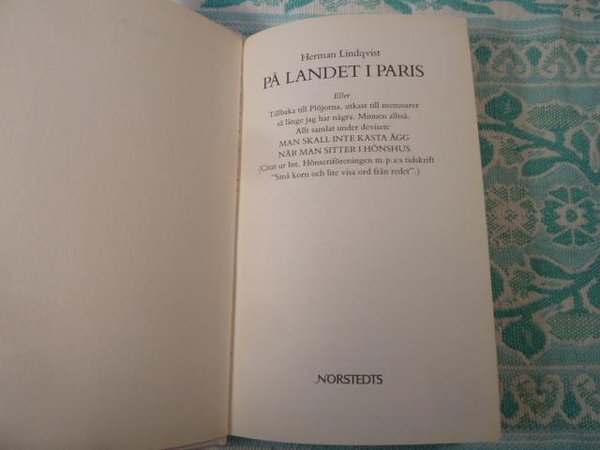 Herman Lindqvist
PÅ LANDET I PARIS
Eller
Tillbaka till Plöjorna, utkast till memoarer
så länge jag har några. Minnen alltså.
Allt samlat under devisen:
MAN SKALL INTE KASTA ÄGG
NÄR MAN SITTER I HÖNSHUS
(Citat ur Int. Hönseriföreningen m.p.a:s tidskrift
"Små korn och lite visa ord från redet".)
NORSTEDTS